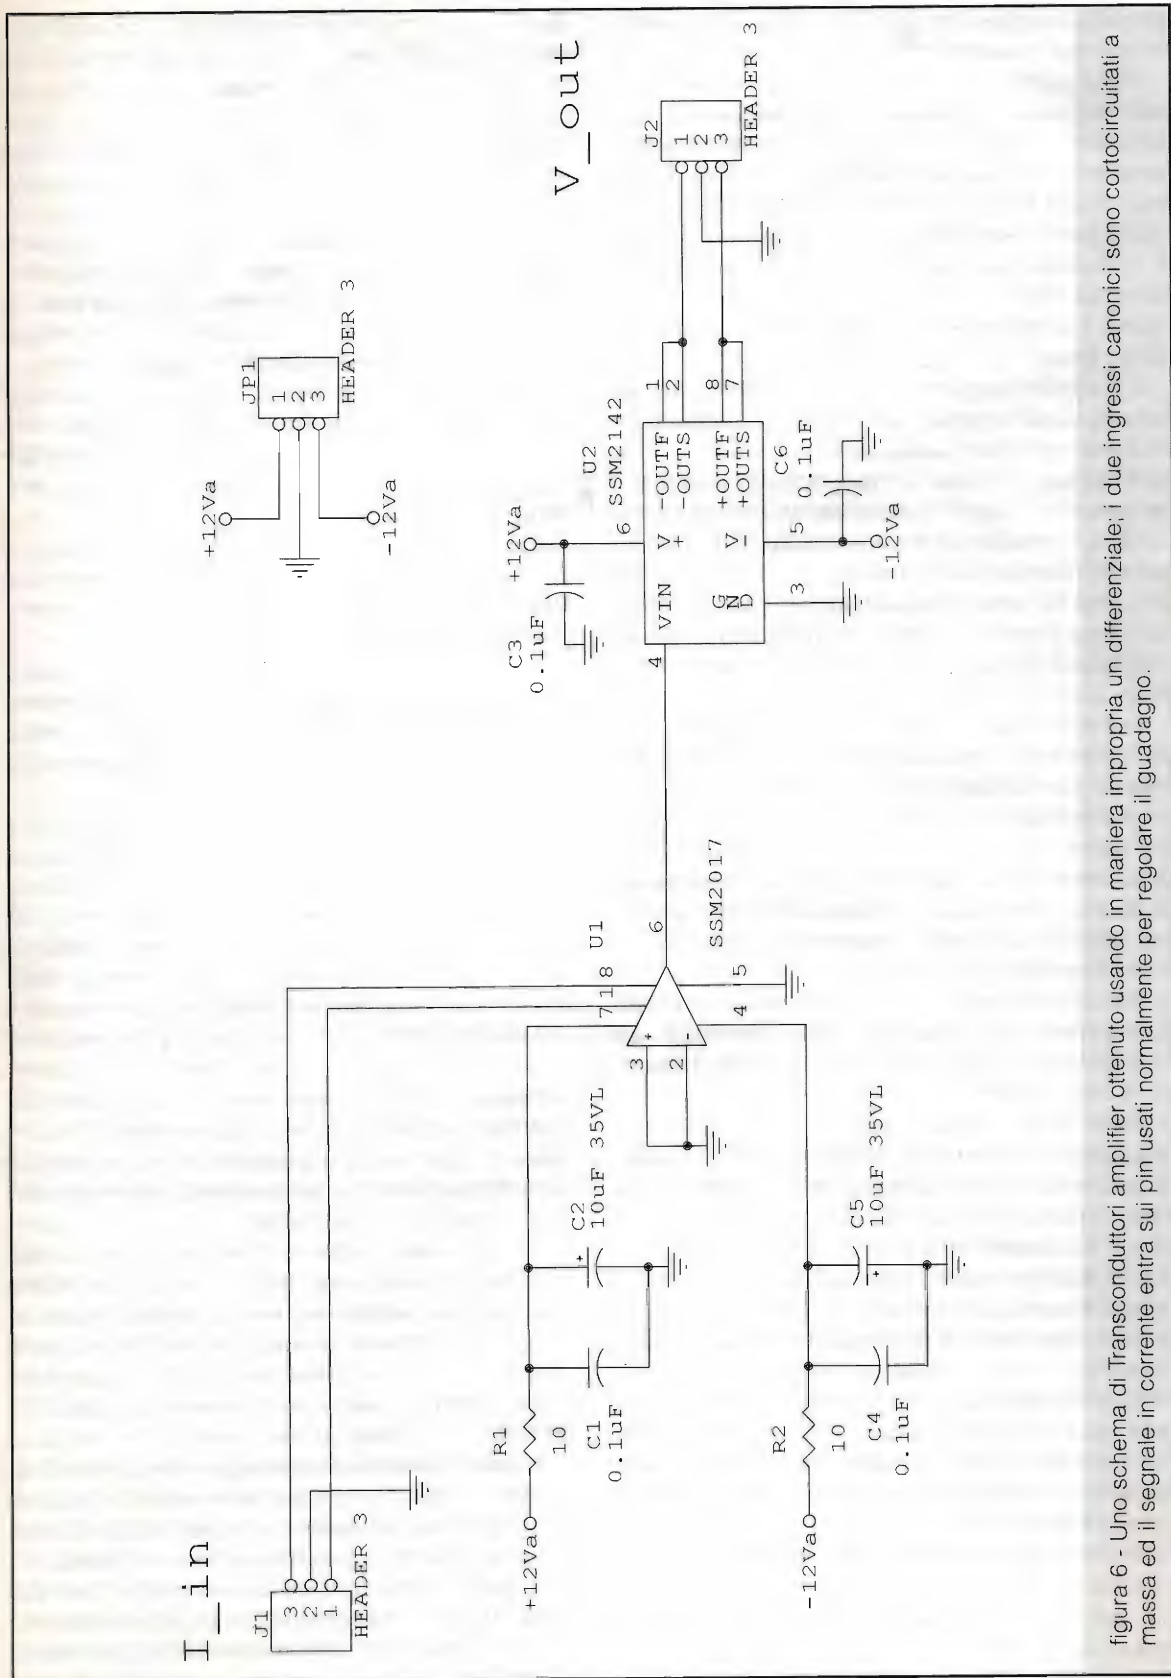 I_in
J1
3
2
1
HEADER 3
+12Va
R1
10
C1
0.1uF
C2
10uF 35VL
-12Va
R2
10
C4
0.1uF
C5
10uF 35VL
3
2
+
-
7
1
8
U1
6
SSM2017
4
5
+12Va
JP1
1
2
3
HEADER 3
-12Va
C3
0.1uF
+12Va
6
U2
SSM2142
4
VIN
V
+
-OUTF
-OUTS
G
N
D
V
-
+OUTF
+OUTS
1
2
8
7
3
5
C6
0.1uF
-12Va
V_out
J2
1
2
3
HEADER 3
figura 6 - Uno schema di Transconduttori amplifier ottenuto usando in maniera impropria un differenziale; i due ingressi canonici sono cortocircuitati a
massa ed il segnale in corrente entra sui pin usati normalmente per regolare il guadagno.